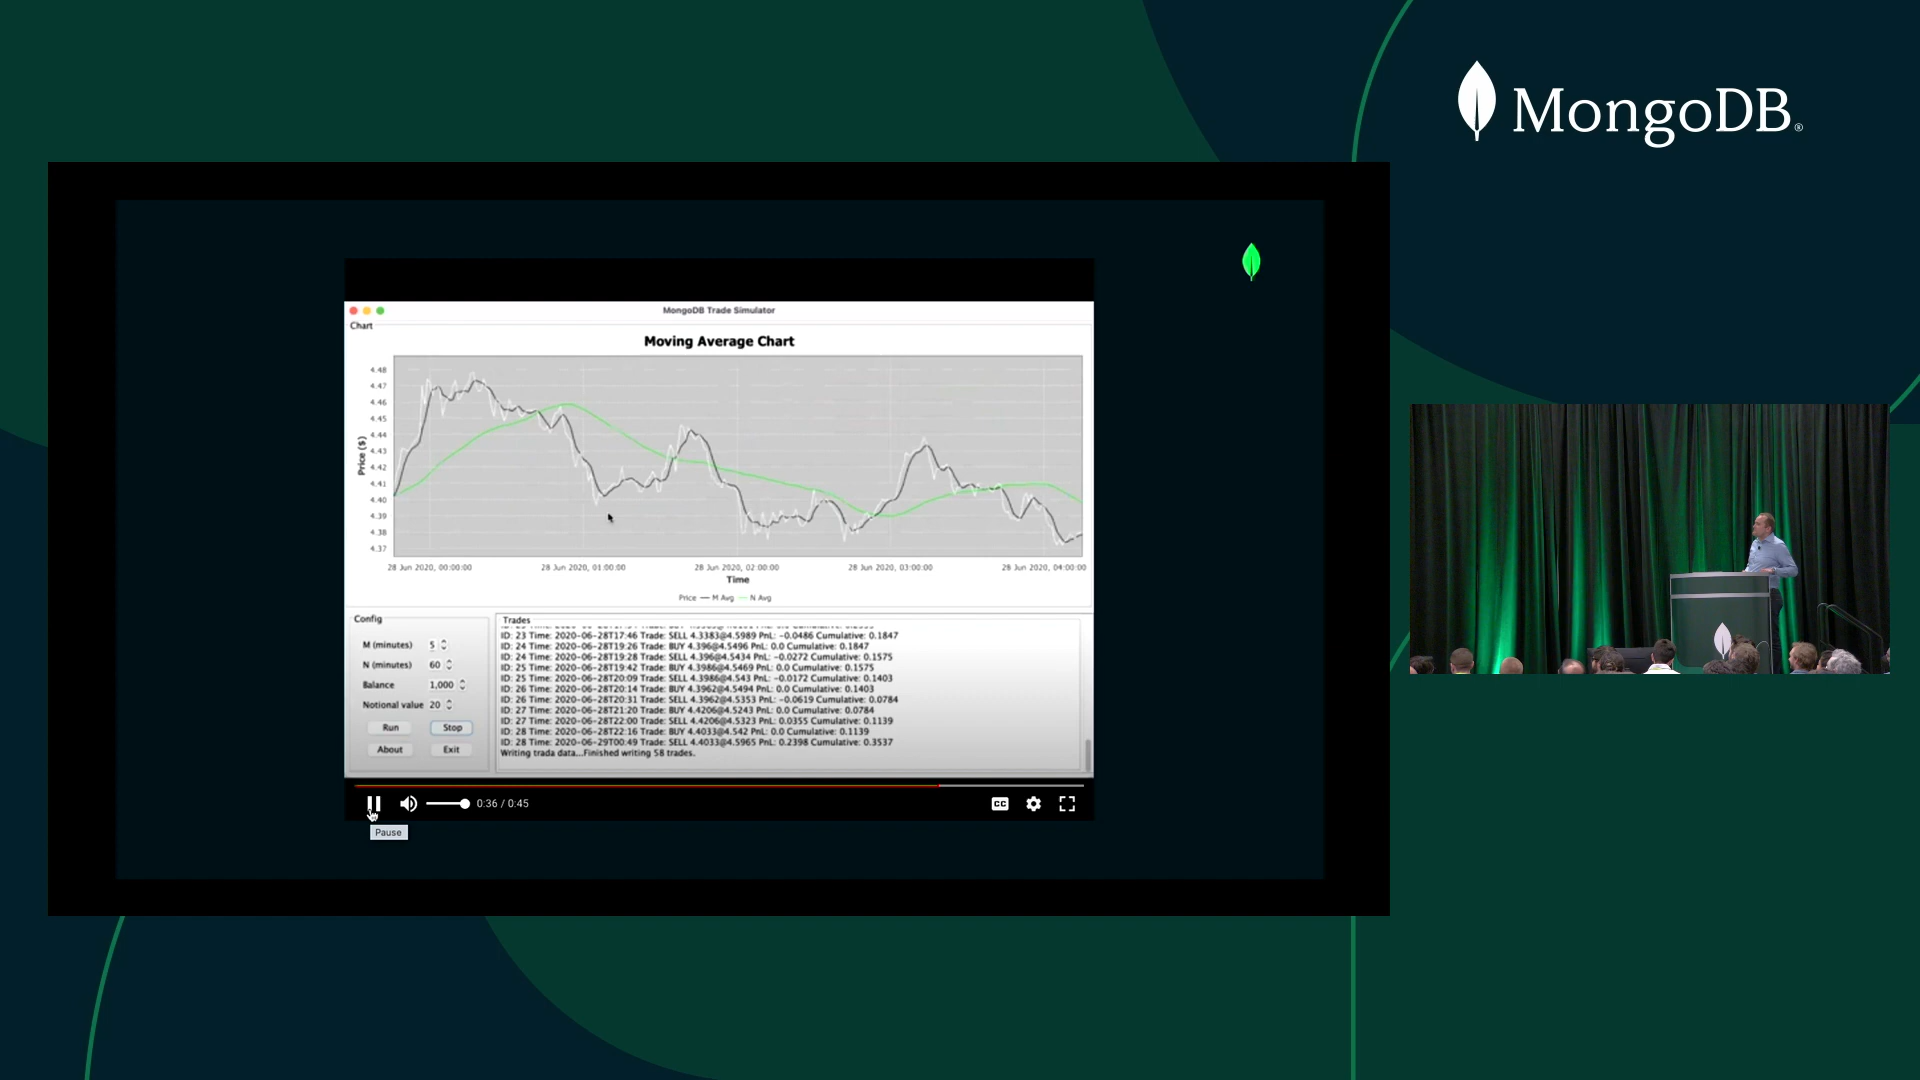 MongoDB®
MongoDB Trade Simulator
Chart
Moving Average Chart
Price ($)
4.48
4.47
4.46
4.45
4.44
4.43
4.42
4.41
4.40
4.39
4.38
4.37
28 Jun 2020, 00:00:00 28 Jun 2020, 01:00:00 28 Jun 2020, 02:00:00 28 Jun 2020, 03:00:00 28 Jun 2020, 04:00:00
Time
Price M Avg N Avg
Config
M (minutes) 5
N (minutes) 60
Balance 1,000
Notional value 20
Run Stop
About Exit
Trades
ID: 23 Time: 2020-06-28T17:46 Trade: SELL 4.3383@4.5989 PnL: -0.0486 Cumulative: 0.1847
ID: 24 Time: 2020-06-28T19:26 Trade: BUY 4.396@4.5496 PnL: 0.0 Cumulative: 0.1847
ID: 24 Time: 2020-06-28T19:28 Trade: SELL 4.396@4.5434 PnL: -0.0272 Cumulative: 0.1575
ID: 25 Time: 2020-06-28T19:42 Trade: BUY 4.3986@4.5469 PnL: 0.0 Cumulative: 0.1575
ID: 25 Time: 2020-06-28T20:09 Trade: SELL 4.3986@4.543 PnL: -0.0172 Cumulative: 0.1403
ID: 26 Time: 2020-06-28T20:14 Trade: BUY 4.3962@4.5494 PnL: 0.0 Cumulative: 0.1403
ID: 26 Time: 2020-06-28T20:31 Trade: SELL 4.3962@4.5353 PnL: -0.0619 Cumulative: 0.0784
ID: 27 Time: 2020-06-28T21:20 Trade: BUY 4.4206@4.5243 PnL: 0.0 Cumulative: 0.0784
ID: 27 Time: 2020-06-28T22:00 Trade: SELL 4.4206@4.5323 PnL: 0.0355 Cumulative: 0.1139
ID: 28 Time: 2020-06-28T22:16 Trade: BUY 4.4033@4.542 PnL: 0.0 Cumulative: 0.1139
ID: 28 Time: 2020-06-29T00:49 Trade: SELL 4.4033@4.5965 PnL: 0.2398 Cumulative: 0.3537
Writing trada data...Finished writing 58 trades.
0:36 / 0:45
CC
Pause